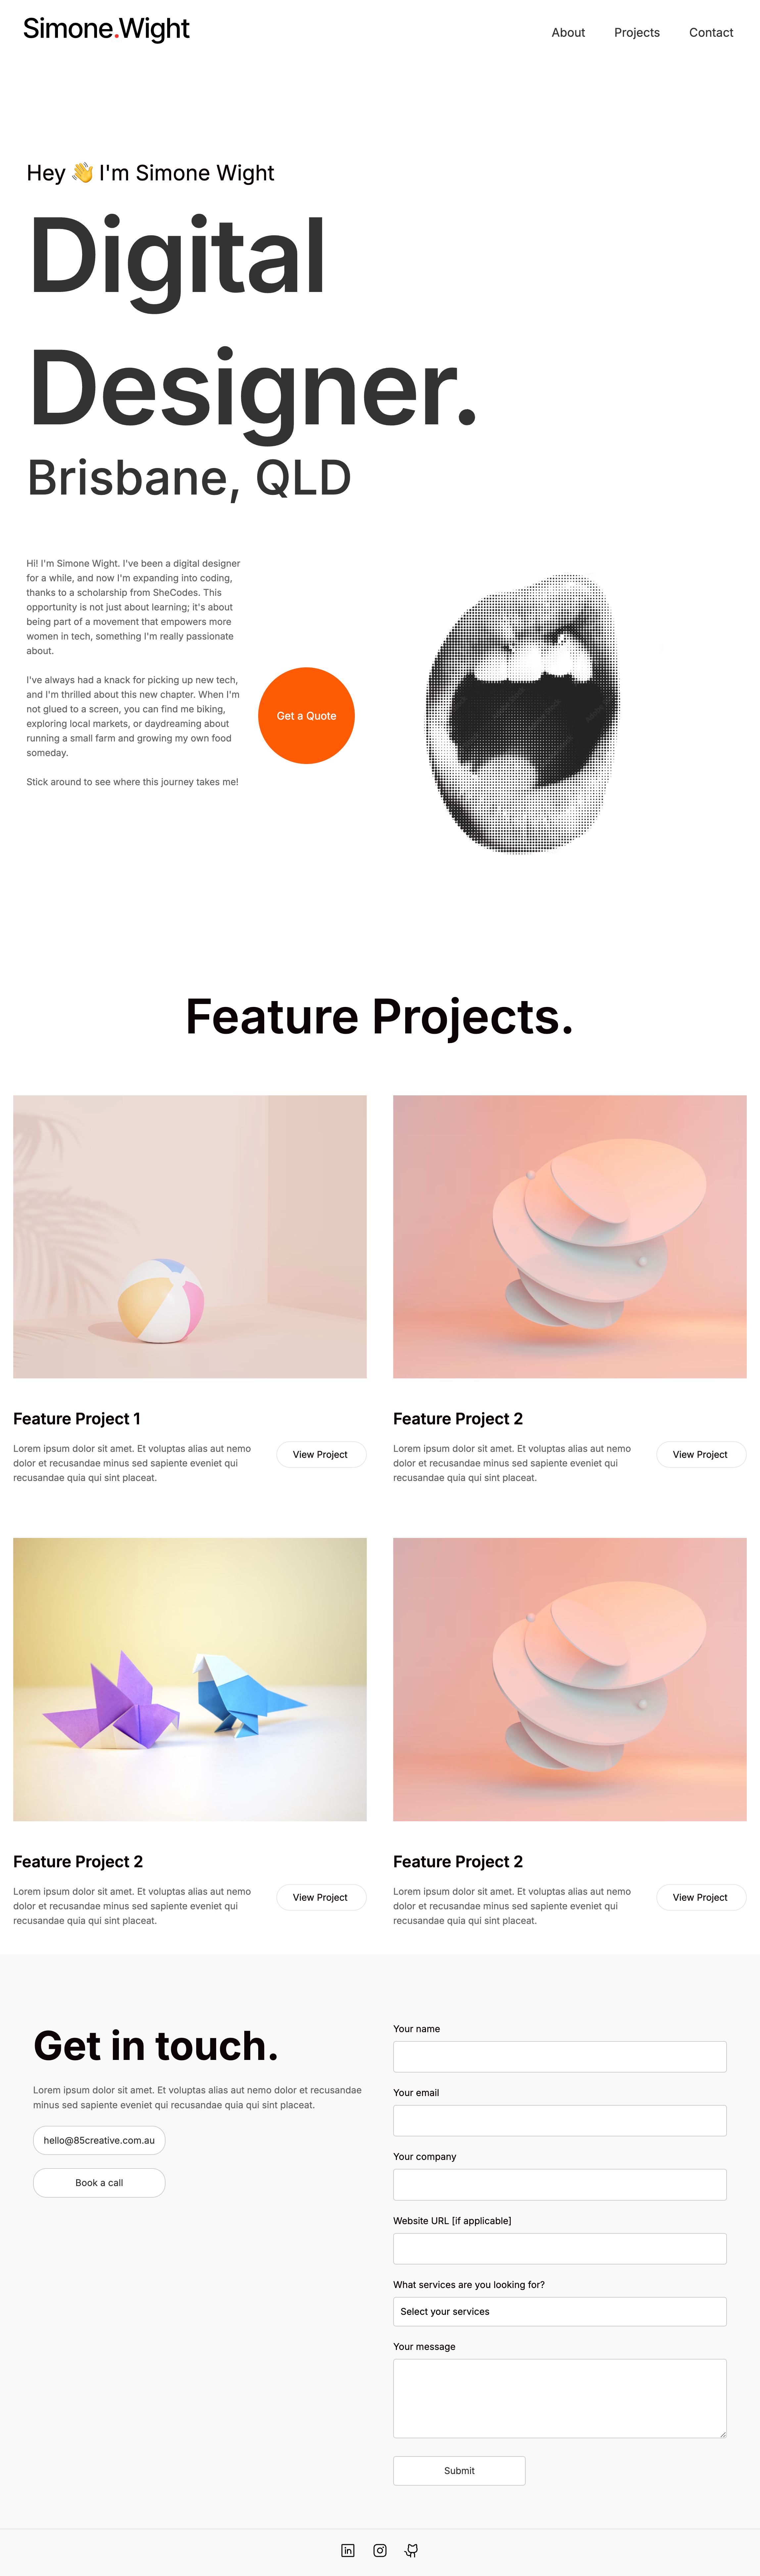 Simone.Wight
About Projects Contact
Hey 👋 I'm Simone Wight
Digital
Designer.
Brisbane, QLD
Hi! I'm Simone Wight. I've been a digital designer
for a while, and now I'm expanding into coding,
thanks to a scholarship from SheCodes. This
opportunity is not just about learning; it's about
being part of a movement that empowers more
women in tech, something I'm really passionate
about.
I've always had a knack for picking up new tech,
and I'm thrilled about this new chapter. When I'm
not glued to a screen, you can find me biking,
exploring local markets, or daydreaming about
running a small farm and growing my own food
someday.
Stick around to see where this journey takes me!
Get a Quote
Feature Projects.
Feature Project 1
Lorem ipsum dolor sit amet. Et voluptas alias aut nemo
dolor et recusandae minus sed sapiente eveniet qui
recusandae quia qui sint placeat.
View Project
Feature Project 2
Lorem ipsum dolor sit amet. Et voluptas alias aut nemo
dolor et recusandae minus sed sapiente eveniet qui
recusandae quia qui sint placeat.
View Project
Feature Project 2
Lorem ipsum dolor sit amet. Et voluptas alias aut nemo
dolor et recusandae minus sed sapiente eveniet qui
recusandae quia qui sint placeat.
View Project
Feature Project 2
Lorem ipsum dolor sit amet. Et voluptas alias aut nemo
dolor et recusandae minus sed sapiente eveniet qui
recusandae quia qui sint placeat.
View Project
Get in touch.
Lorem ipsum dolor sit amet. Et voluptas alias aut nemo dolor et recusandae
minus sed sapiente eveniet qui recusandae quia qui sint placeat.
hello@85creative.com.au
Book a call
Your name
Your email
Your company
Website URL [if applicable]
What services are you looking for?
Select your services
Your message
Submit